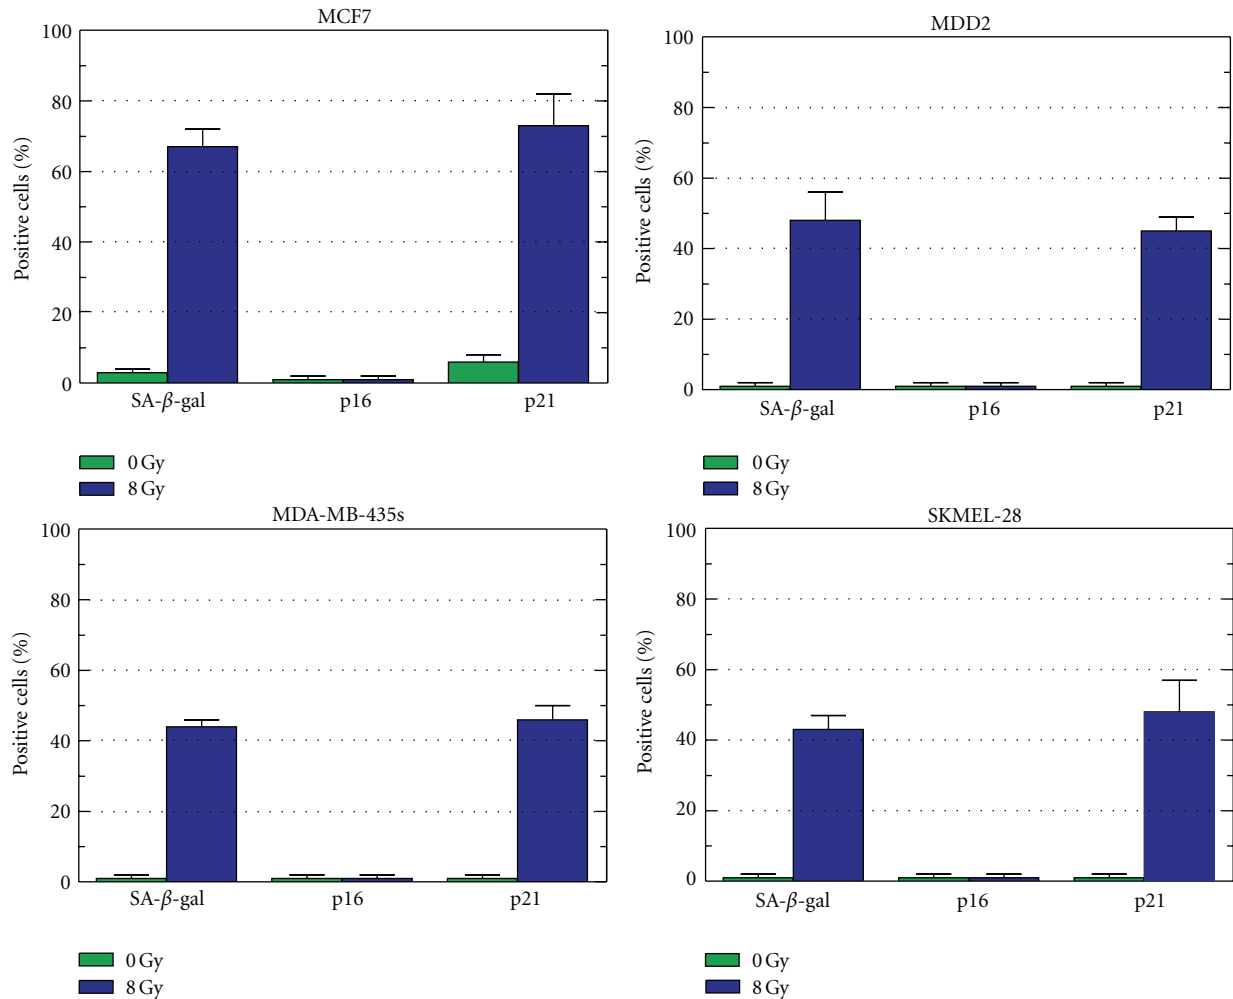 MCF7
Positive cells (%)
100
80
60
40
20
0
SA-β-gal p16 p21
0 Gy
8 Gy
MDD2
Positive cells (%)
100
80
60
40
20
0
SA-β-gal p16 p21
0 Gy
8 Gy
MDA-MB-435s
Positive cells (%)
100
80
60
40
20
0
SA-β-gal p16 p21
0 Gy
8 Gy
SKMEL-28
Positive cells (%)
100
80
60
40
20
0
SA-β-gal p16 p21
0 Gy
8 Gy